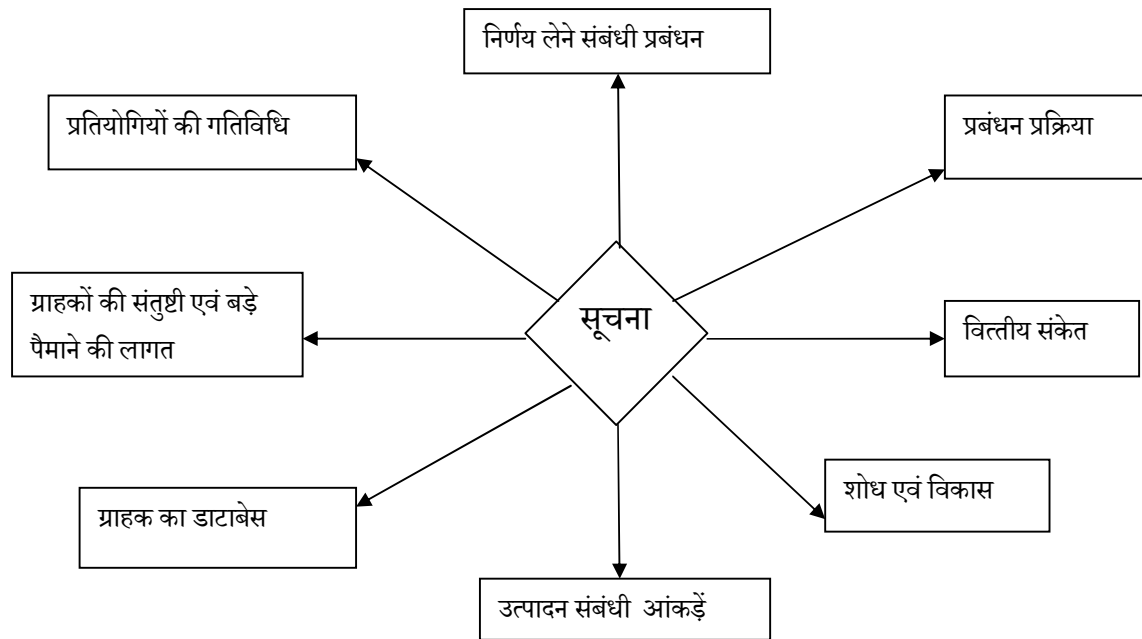 निर्णय लेने संबंधी प्रबंधन
प्रतियोगियों की गतिविधि
प्रबंधन प्रक्रिया
ग्राहकों की संतुष्टी एवं बड़े
पैमाने की लागत
सूचना
वित्तीय संकेत
शोध एवं विकास
ग्राहक का डाटाबेस
उत्पादन संबंधी आंकड़ें